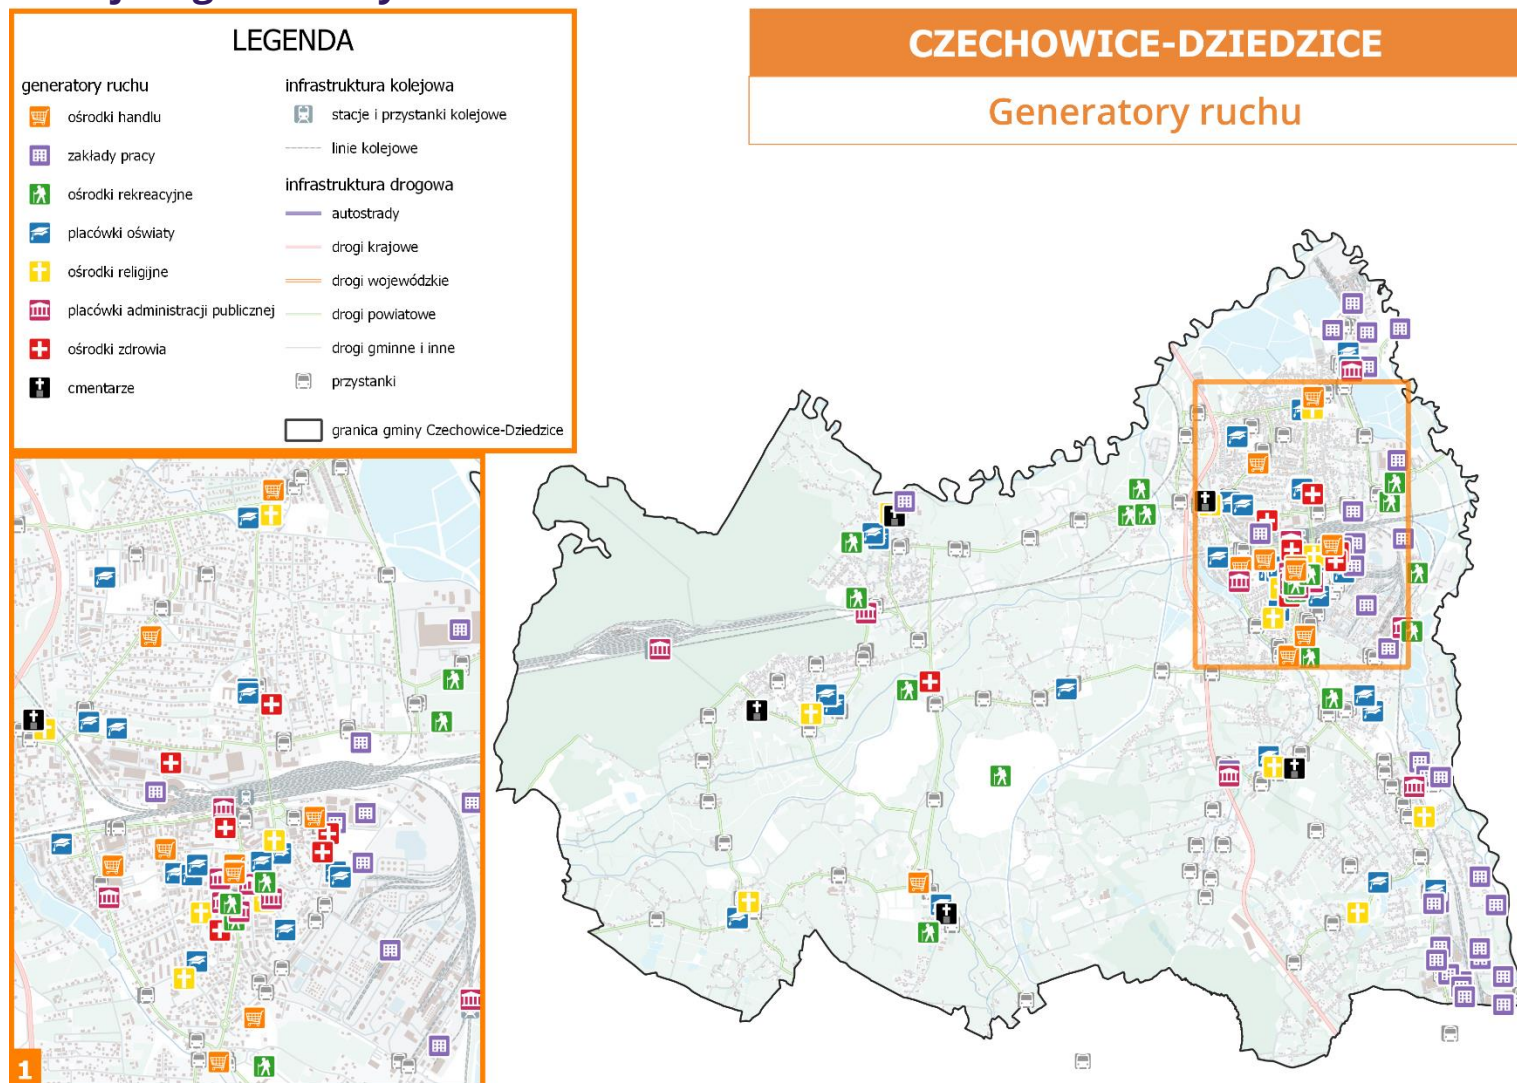 LEGENDA
generatory ruchu
ośrodki handlu
zakłady pracy
ośrodki rekreacyjne
placówki oświaty
ośrodki religijne
placówki administracji publicznej
ośrodki zdrowia
cmentarze
infrastruktura kolejowa
stacje i przystanki kolejowe
linie kolejowe
infrastruktura drogowa
autostrady
drogi krajowe
drogi wojewódzkie
drogi powiatowe
drogi gminne i inne
przystanki
granica gminy Czechowice-Dziedzice
CZECHOWICE-DZIEDZICE
Generatory ruchu
1